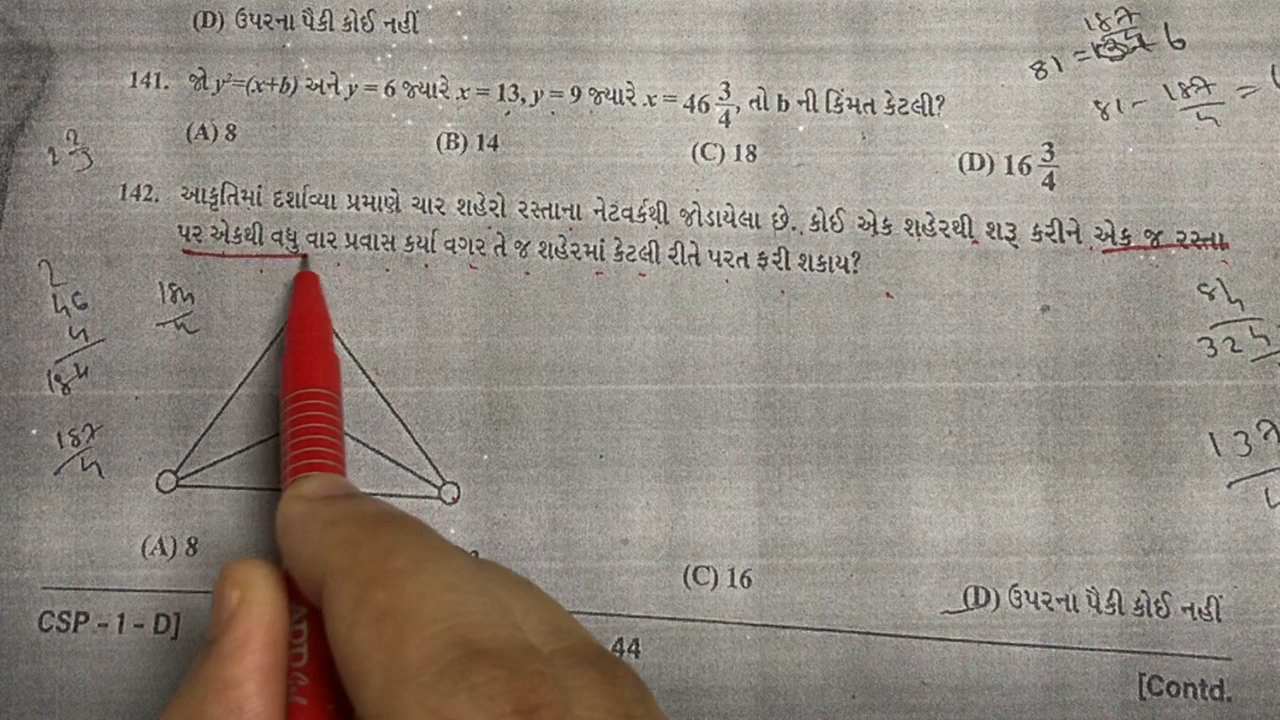 (D) ઉપરના પૈકી કોઈ નહીં
141. જો y²=(x+b) અને y = 6 જ્યારે x = 13, y = 9 જ્યારે x = 46 3/4, તો b ની કિંમત કેટલી?
(A) 8 (B) 14 (C) 18 (D) 16 3/4
142. આકૃતિમાં દર્શાવ્યા પ્રમાણે ચાર શહેરો રસ્તાના નેટવર્કથી જોડાયેલા છે. કોઈ એક શહેરથી શરૂ કરીને એક જ રસ્તા
પર એકથી વધુ વાર પ્રવાસ કર્યા વગર તે જ શહેરમાં કેટલી રીતે પરત ફરી શકાય?
(A) 8 (C) 16 (D) ઉપરના પૈકી કોઈ નહીં
CSP - 1 - D] 44 [Contd.